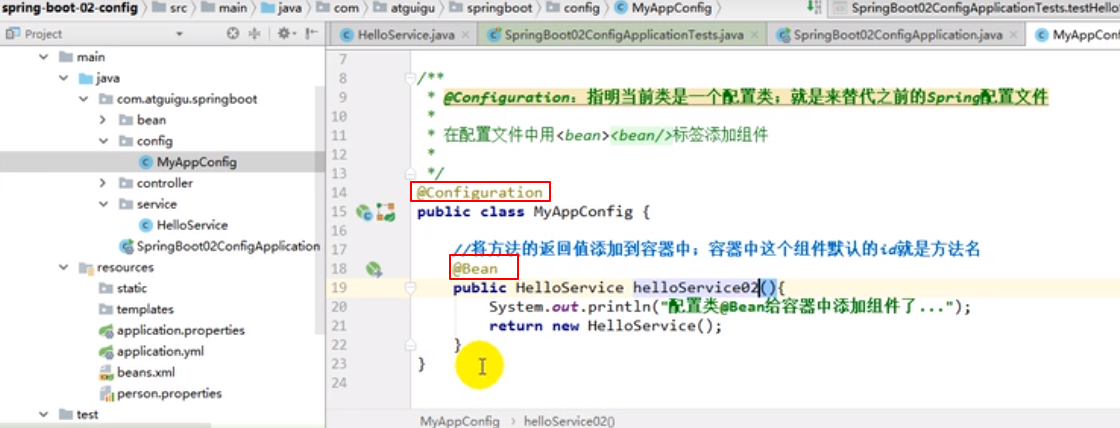 spring-boot-02-config src main java com atguigu springboot config MyAppConfig SpringBoot02ConfigApplicationTests.testHello
Project HelloService.java SpringBoot02ConfigApplicationTests.java SpringBoot02ConfigApplication.java MyAppConf
main
java
com.atguigu.springboot
bean
config
MyAppConfig
controller
service
HelloService
SpringBoot02ConfigApplication
resources
static
templates
application.properties
application.yml
beans.xml
person.properties
test
7
8 /**
9 * @Configuration：指明当前类是一个配置类；就是来替代之前的Spring配置文件
10 *
11 * 在配置文件中用<bean><bean/>标签添加组件
12 *
13 */
14 @Configuration
15 public class MyAppConfig {
16
17 //将方法的返回值添加到容器中；容器中这个组件默认的id就是方法名
18 @Bean
19 public HelloService helloService02(){
20 System.out.println("配置类@Bean给容器中添加组件了...");
21 return new HelloService();
22 }
23 }
24
MyAppConfig helloService02()